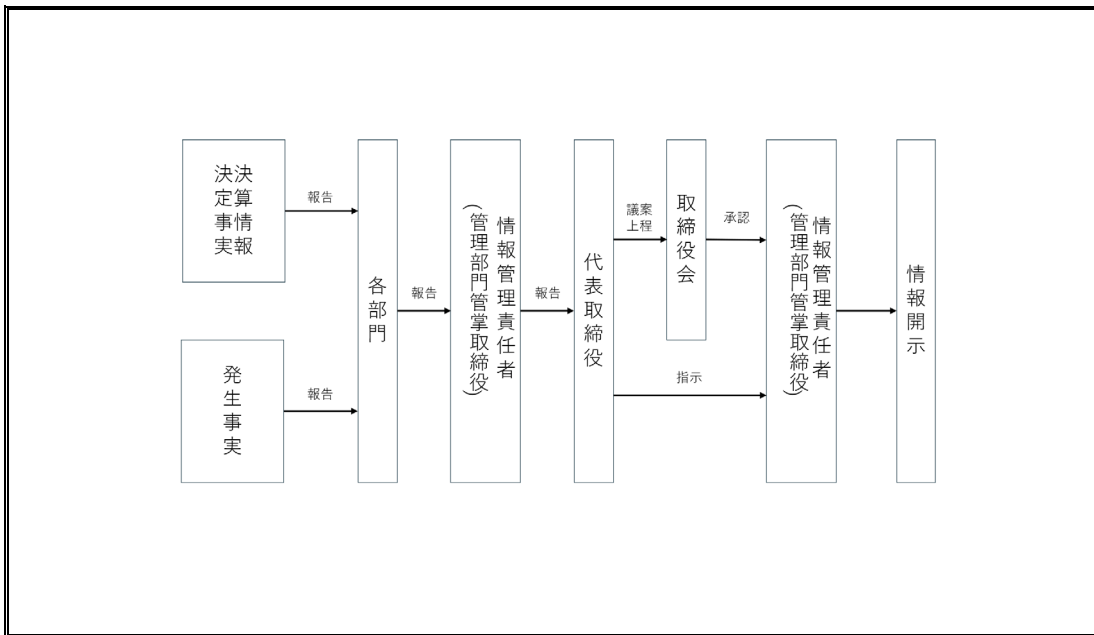 決算情報
決定事実
報告
発生事実
報告
各部門
報告
情報管理責任者
(管理部門管掌取締役)
報告
代表取締役
議案
上程
取締役会
承認
指示
情報管理責任者
(管理部門管掌取締役)
情報開示